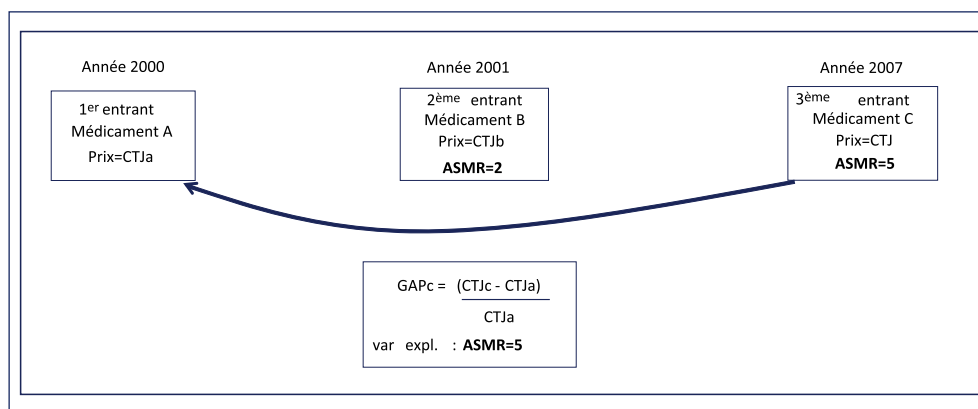 Année 2000
1er entrant
Médicament A
Prix=CTJa
Année 2001
2ème entrant
Médicament B
Prix=CTJb
ASMR=2
Année 2007
3ème entrant
Médicament C
Prix=CTJ
ASMR=5
GAPc = (CTJc - CTJa)
CTJa
var expl. : ASMR=5